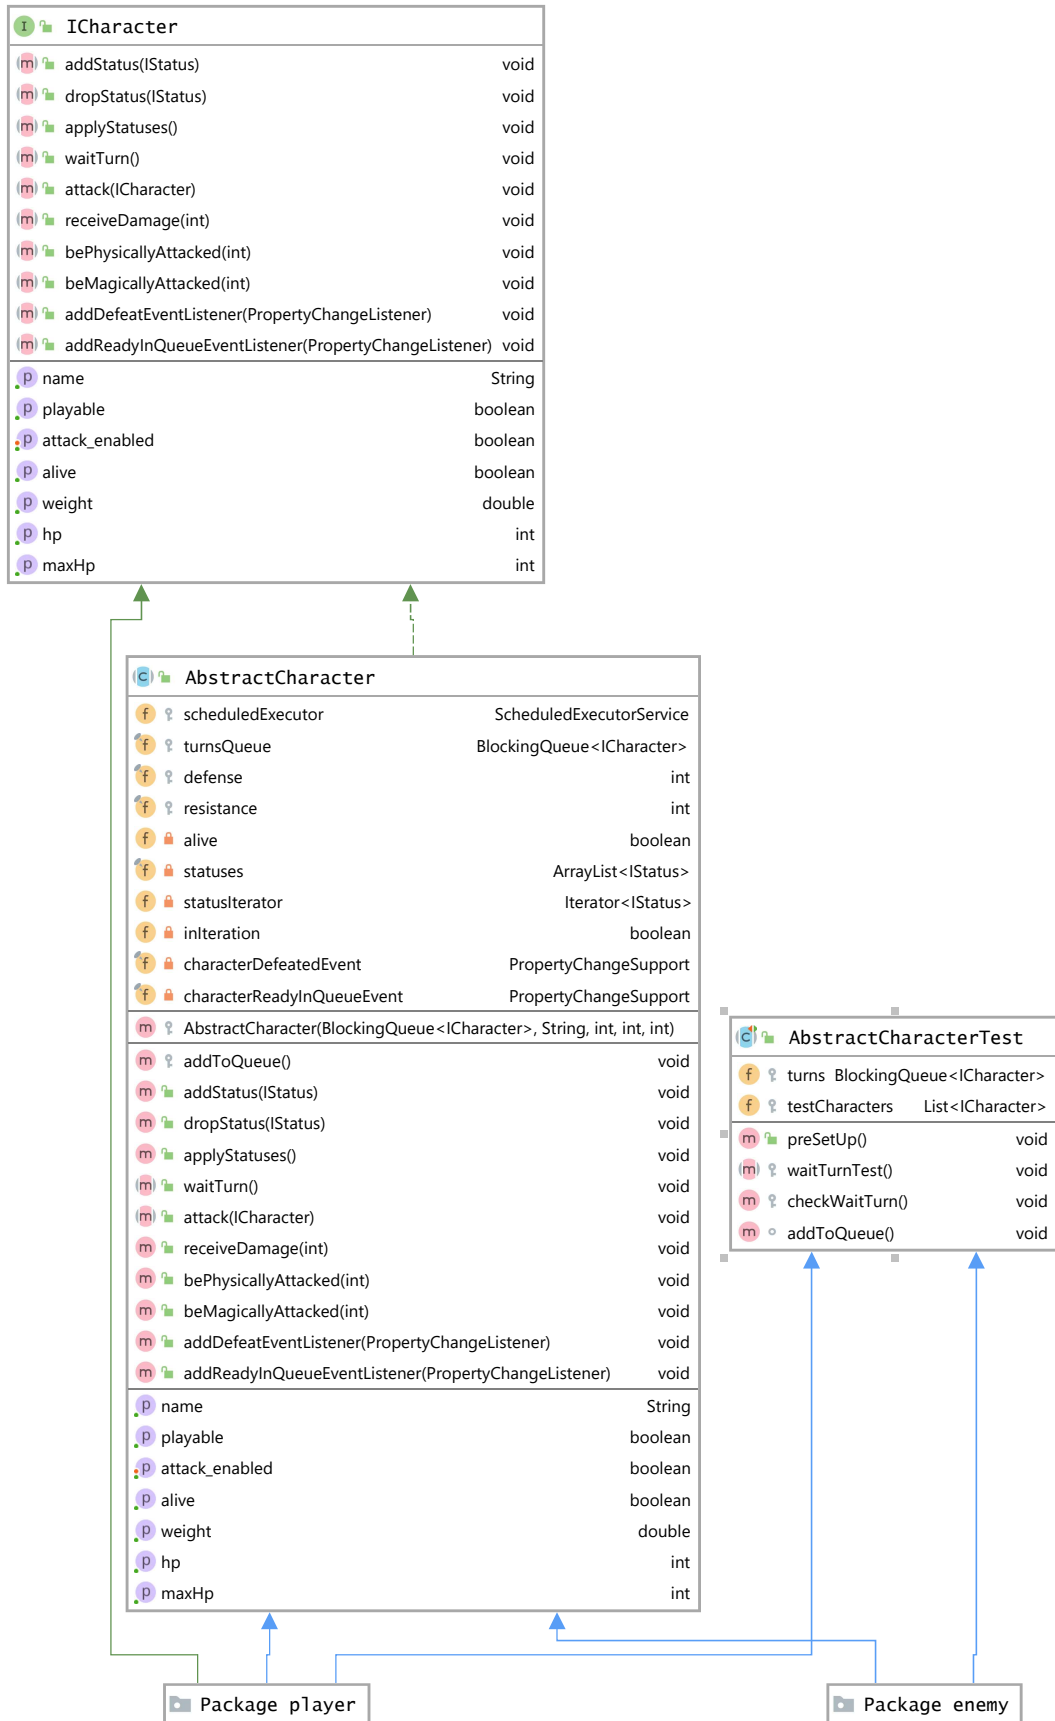 ICharacter
addStatus(IStatus) void
dropStatus(IStatus) void
applyStatuses() void
waitTurn() void
attack(ICharacter) void
receiveDamage(int) void
bePhysicallyAttacked(int) void
beMagicallyAttacked(int) void
addDefeatEventListener(PropertyChangeListener) void
addReadyInQueueEventListener(PropertyChangeListener) void
name String
playable boolean
attack_enabled boolean
alive boolean
weight double
hp int
maxHp int
AbstractCharacter
scheduledExecutor ScheduledExecutorService
turnsQueue BlockingQueue<ICharacter>
defense int
resistance int
alive boolean
statuses ArrayList<IStatus>
statusIterator Iterator<IStatus>
inIteration boolean
characterDefeatedEvent PropertyChangeSupport
characterReadyInQueueEvent PropertyChangeSupport
AbstractCharacter(BlockingQueue<ICharacter>, String, int, int, int)
addToQueue() void
addStatus(IStatus) void
dropStatus(IStatus) void
applyStatuses() void
waitTurn() void
attack(ICharacter) void
receiveDamage(int) void
bePhysicallyAttacked(int) void
beMagicallyAttacked(int) void
addDefeatEventListener(PropertyChangeListener) void
addReadyInQueueEventListener(PropertyChangeListener) void
name String
playable boolean
attack_enabled boolean
alive boolean
weight double
hp int
maxHp int
AbstractCharacterTest
turns BlockingQueue<ICharacter>
testCharacters List<ICharacter>
preSetUp() void
waitTurnTest() void
checkWaitTurn() void
addToQueue() void
Package player
Package enemy